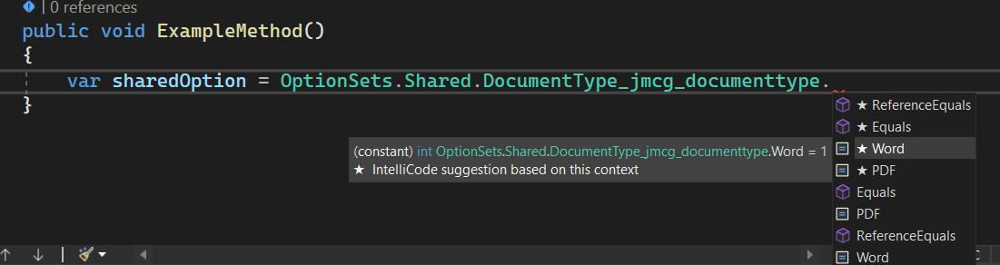 0 references
public void ExampleMethod()
{
var sharedOption = OptionSets.Shared.DocumentType_jmcg_documenttype.
}
★ ReferenceEquals
★ Equals
★ Word
★ PDF
Equals
PDF
ReferenceEquals
Word
(constant) int OptionSets.Shared.DocumentType_jmcg_documenttype.Word = 1
★ IntelliCode suggestion based on this context